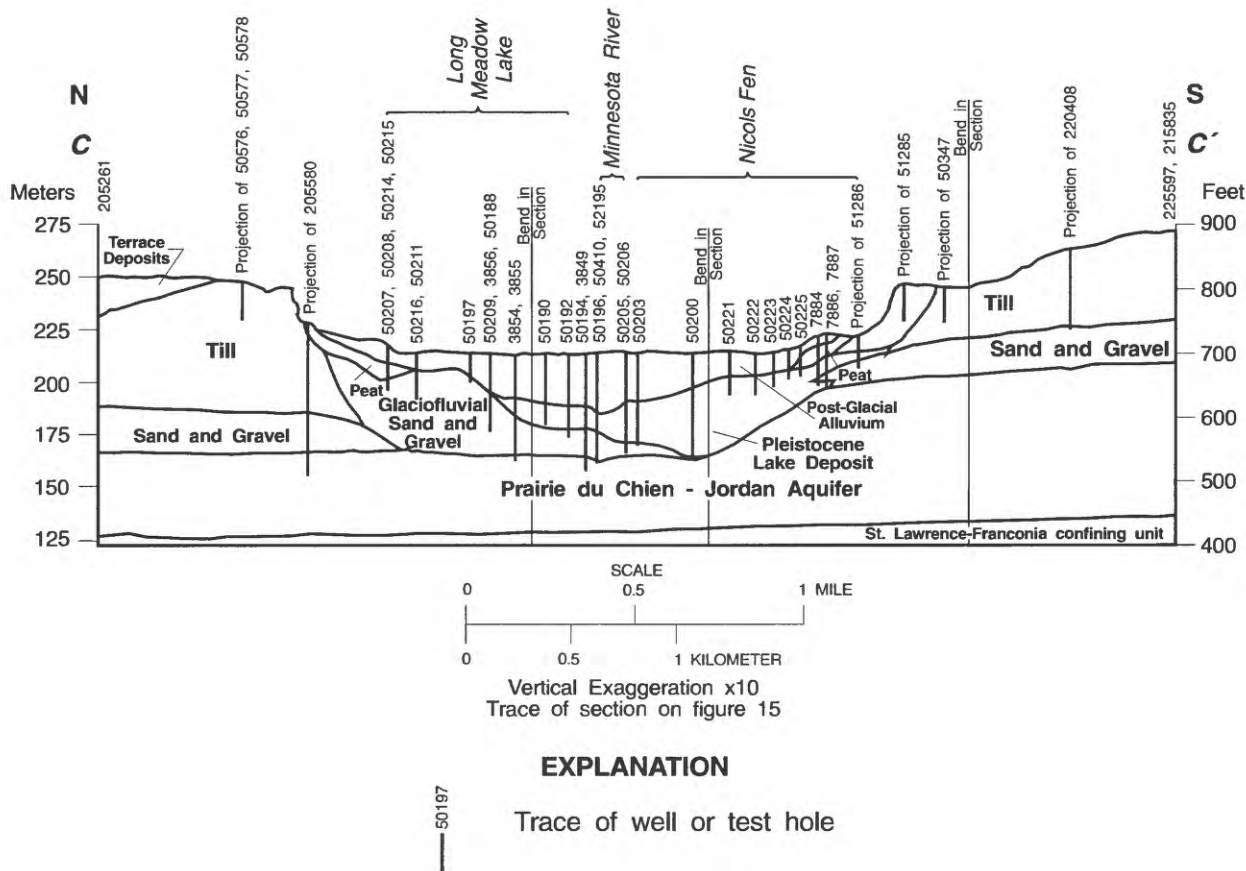 N
C
S
C´
Long
Meadow
Lake
Minnesota River
Nicols Fen
Meters
275
250
225
200
175
150
125
Feet
900
800
700
600
500
400
205261
Projection of 50576, 50577, 50578
Projection of 205580
50207, 50208, 50214, 50215
50216, 50211
50197
50209, 3856, 50188
3854, 3855
Bend in
Section
50190
50192
50194, 3849
50196, 50410, 52195
50205, 50206
50203
50200
Bend in
Section
50221
50222
50223
50224
50225
7884
7886, 7887
Projection of 51286
Projection of 51285
Projection of 50347
Bend in
Section
Projection of 220408
225597, 215835
Terrace
Deposits
Till
Peat
Glaciofluvial
Sand and
Gravel
Sand and Gravel
Till
Sand and Gravel
Peat
Post-Glacial
Alluvium
Pleistocene
Lake Deposit
Prairie du Chien - Jordan Aquifer
St. Lawrence-Franconia confining unit
SCALE
0 0.5 1 MILE
0 0.5 1 KILOMETER
Vertical Exaggeration x10
Trace of section on figure 15
EXPLANATION
50197
Trace of well or test hole